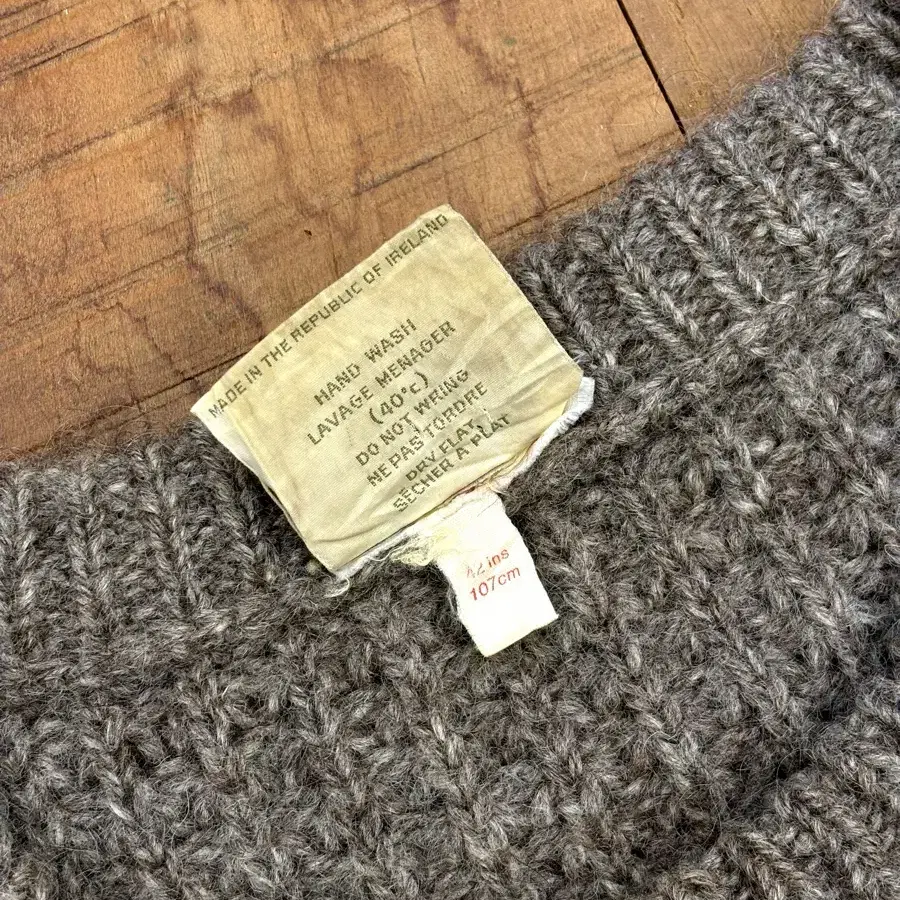 MADE IN THE REPUBLIC OF IRELAND
HAND WASH
LAVAGE MENAGER
(40°c)
DO NOT WRING
NE PAS TORDRE
DRY FLAT
SECHER A PLAT
42 ins
107cm